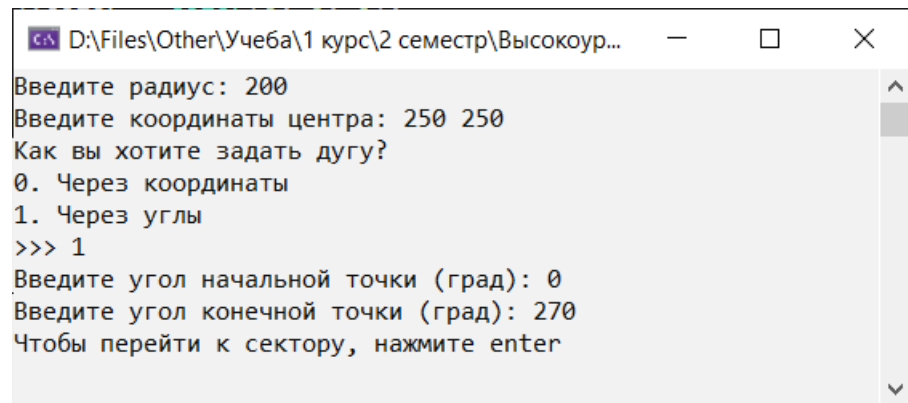 D:\Files\Other\Учеба\1 курс\2 семестр\Высокоур...
Введите радиус: 200
Введите координаты центра: 250 250
Как вы хотите задать дугу?
0. Через координаты
1. Через углы
>>> 1
Введите угол начальной точки (град): 0
Введите угол конечной точки (град): 270
Чтобы перейти к сектору, нажмите enter